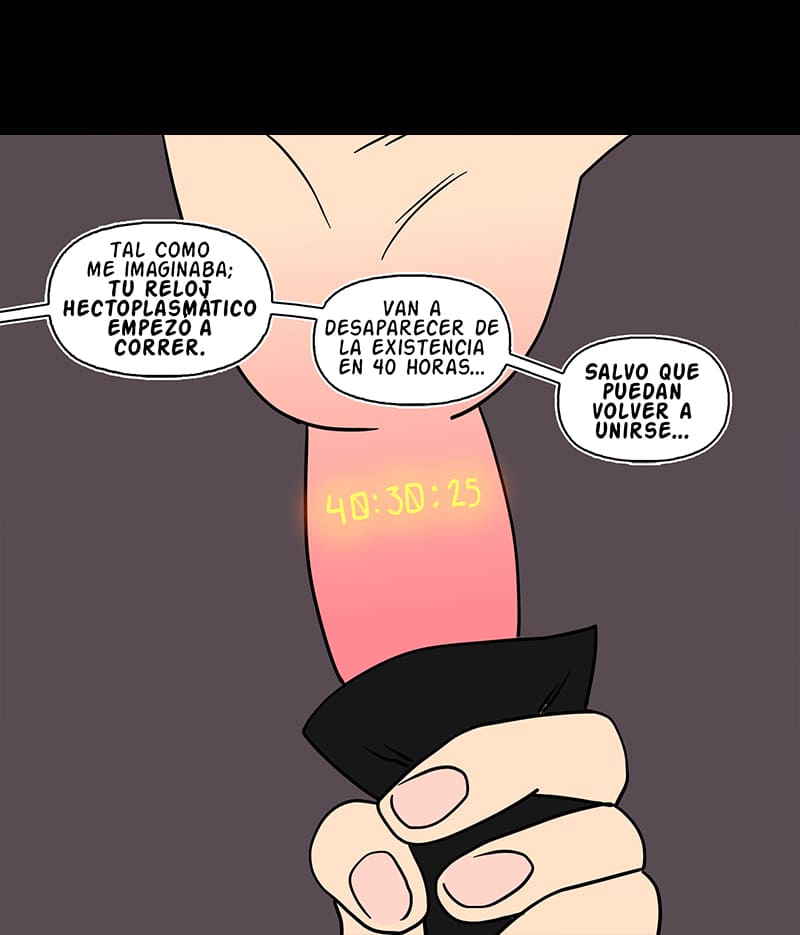 TAL COMO
ME IMAGINABA;
TU RELOJ
HECTOPLASMÁTICO
EMPEZÓ A
CORRER.
VAN A
DESAPARECER DE
LA EXISTENCIA
EN 40 HORAS...
SALVO QUE
PUEDAN
VOLVER A
UNIRSE...
40:30:25